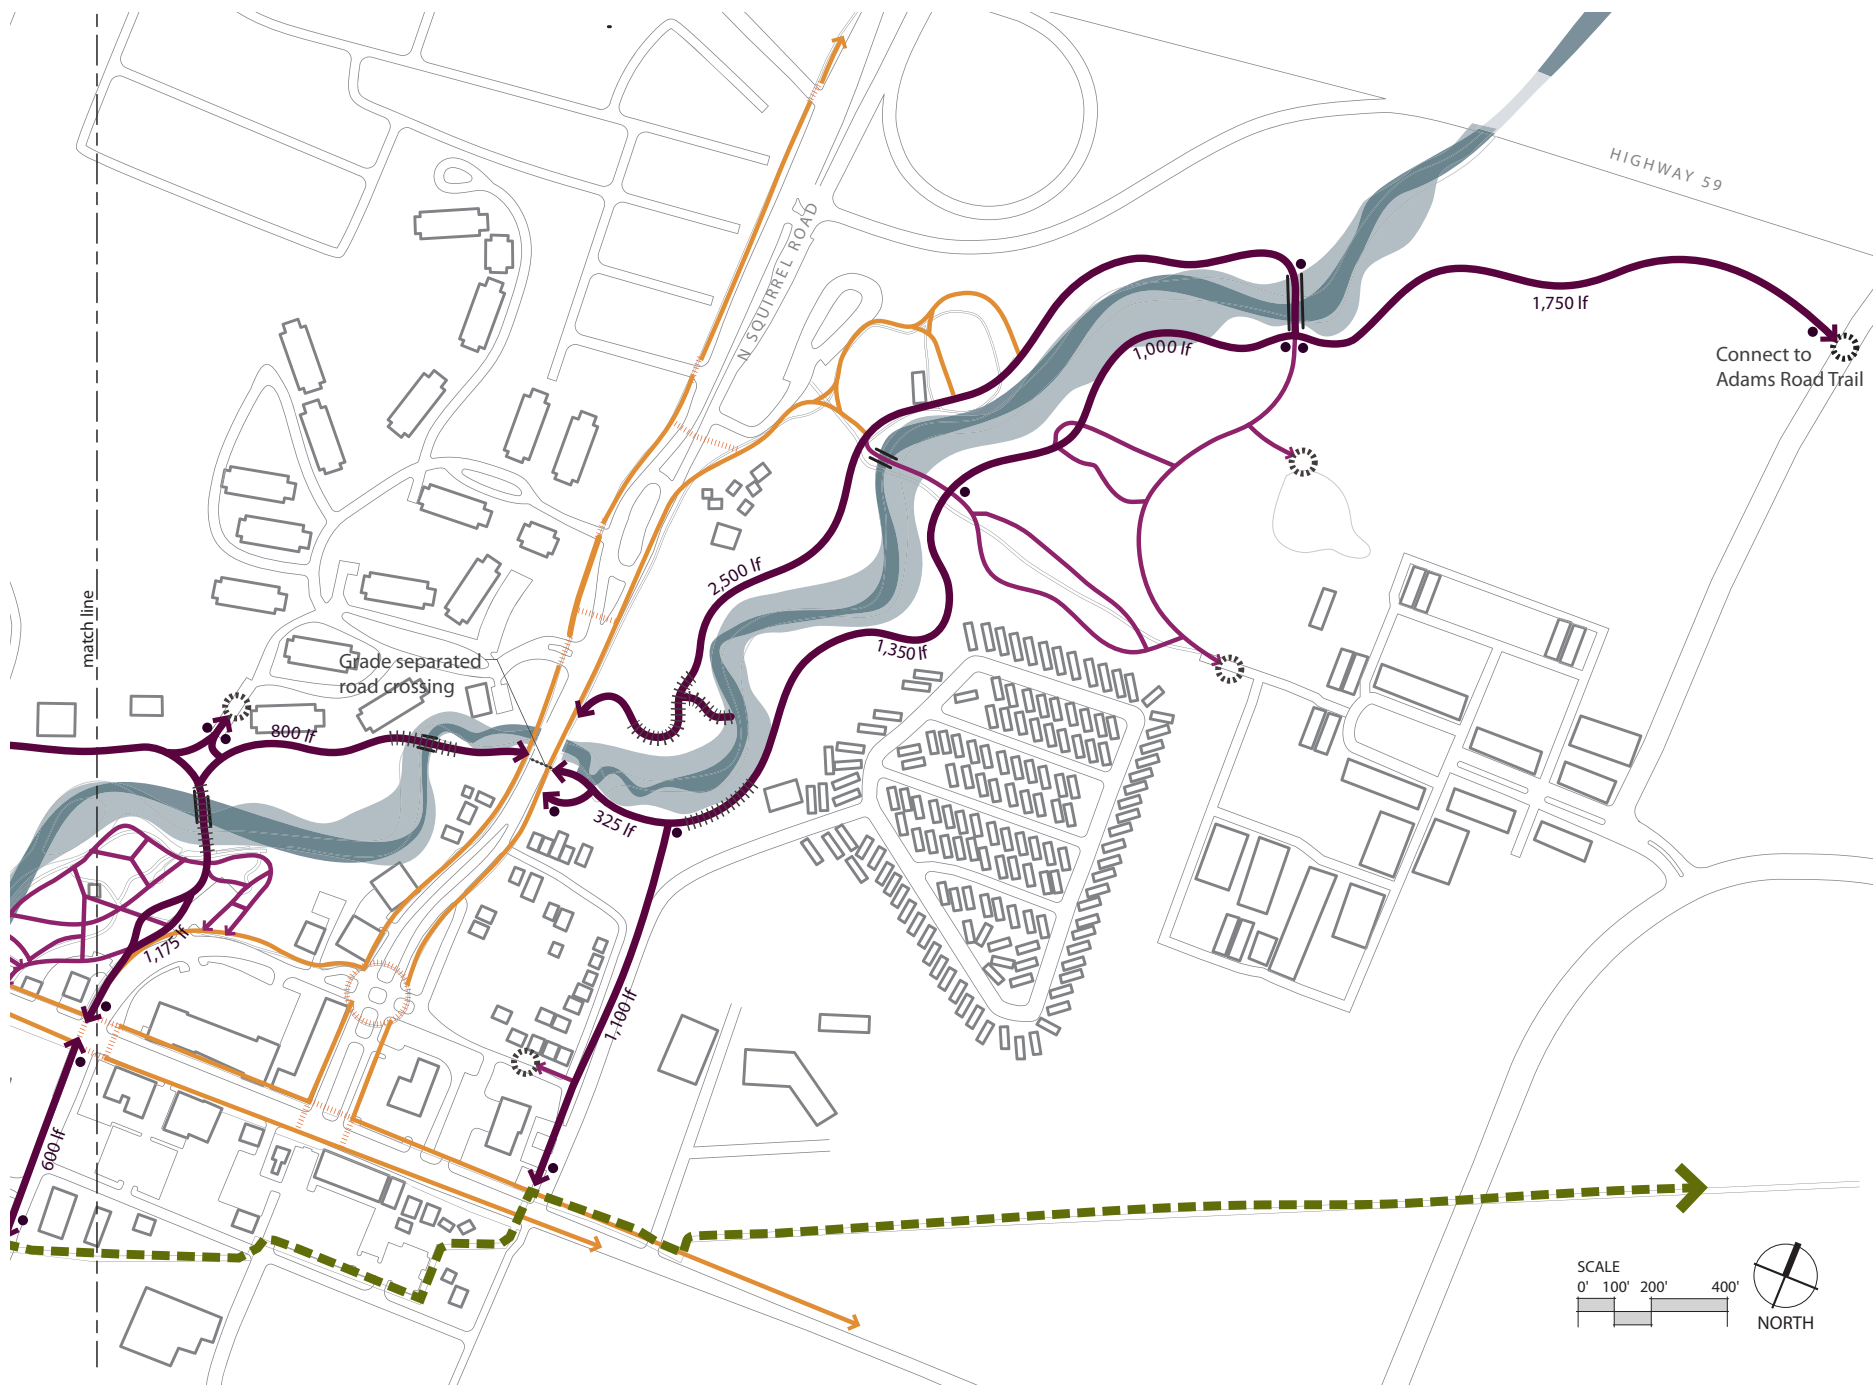 HIGHWAY 59
N SQUIRREL ROAD
1,750 lf
1,000 lf
Connect to
Adams Road Trail
match line
2,500 lf
Grade separated
road crossing
1,350 lf
800 lf
325 lf
1,175 lf
1,100 lf
600 lf
SCALE
0' 100' 200' 400'
NORTH